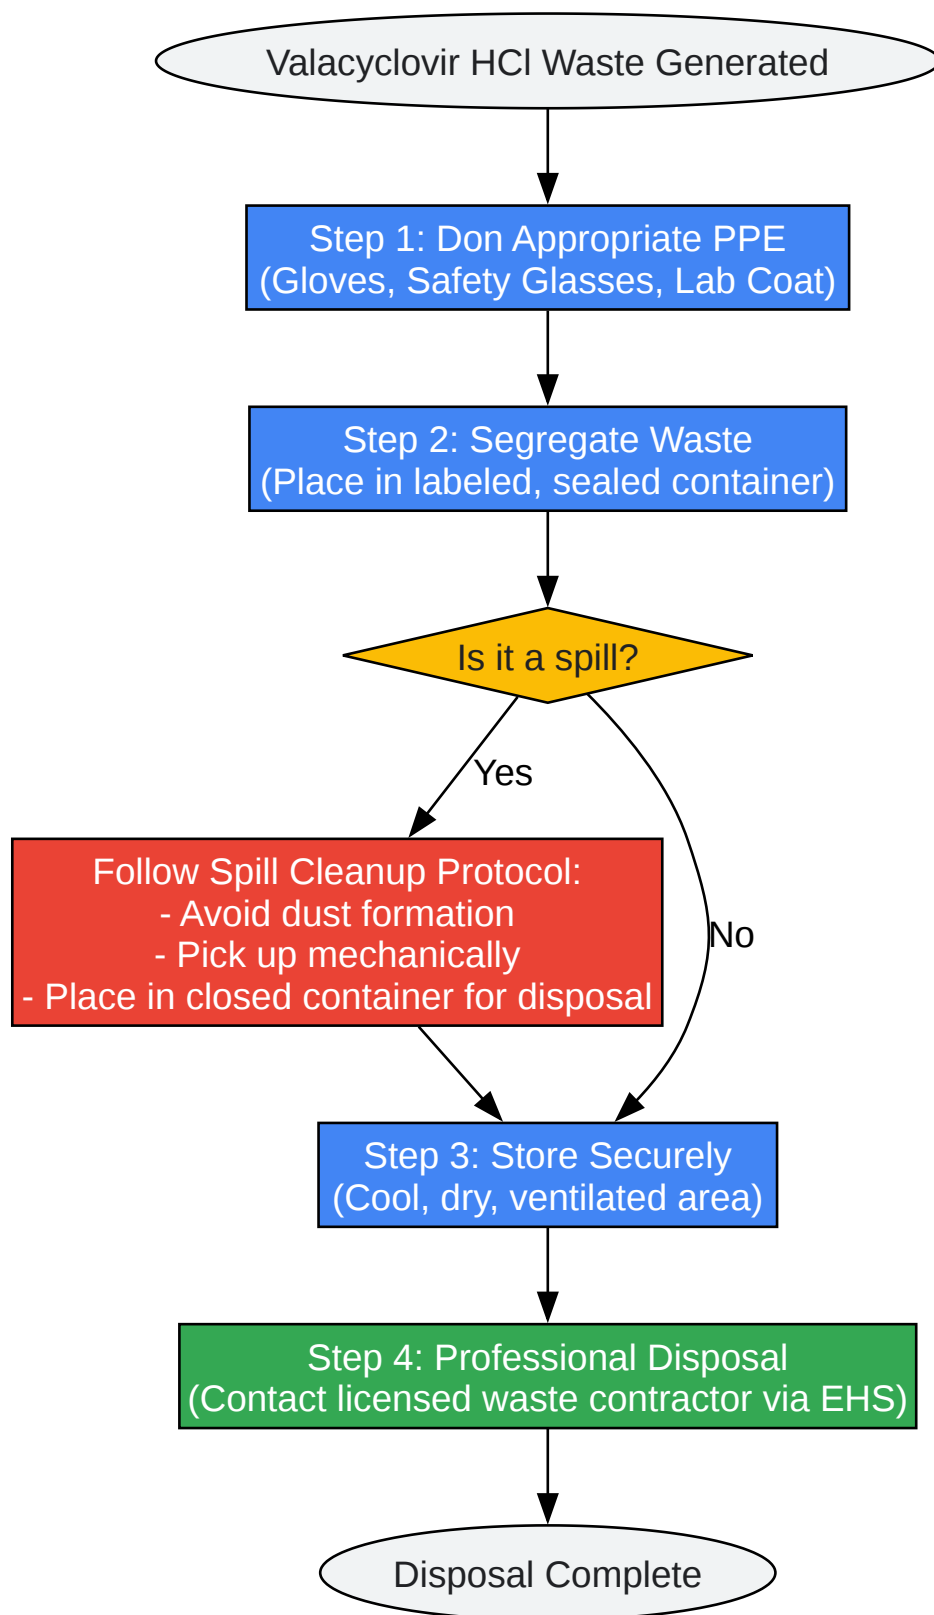 Valacyclovir HCl Waste Generated
Step 1: Don Appropriate PPE
(Gloves, Safety Glasses, Lab Coat)
Step 2: Segregate Waste
(Place in labeled, sealed container)
Is it a spill?
Yes
Follow Spill Cleanup Protocol:
- Avoid dust formation
- Pick up mechanically
- Place in closed container for disposal
No
Step 3: Store Securely
(Cool, dry, ventilated area)
Step 4: Professional Disposal
(Contact licensed waste contractor via EHS)
Disposal Complete